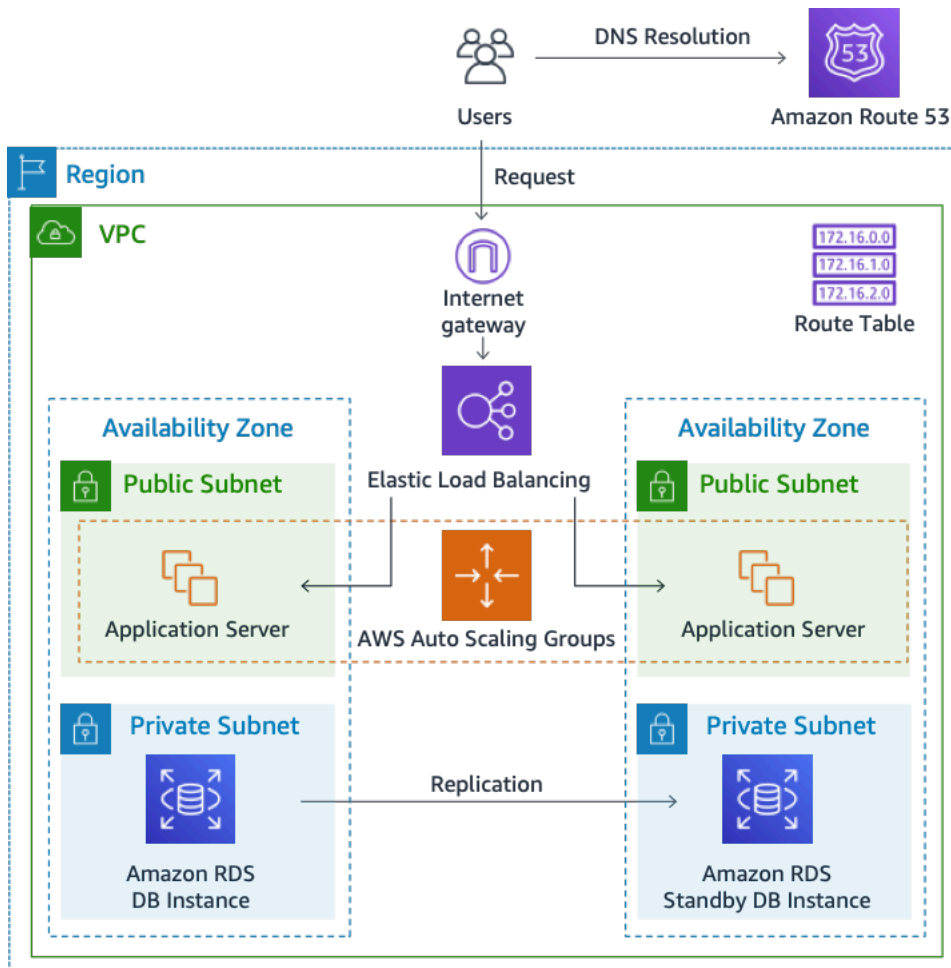 DNS Resolution
53
Users
Amazon Route 53
Region
Request
VPC
172.16.0.0
172.16.1.0
172.16.2.0
Internet
gateway
Route Table
Availability Zone
Availability Zone
Elastic Load Balancing
Public Subnet
Public Subnet
Application Server
AWS Auto Scaling Groups
Application Server
Private Subnet
Private Subnet
Replication
Amazon RDS
DB Instance
Amazon RDS
Standby DB Instance